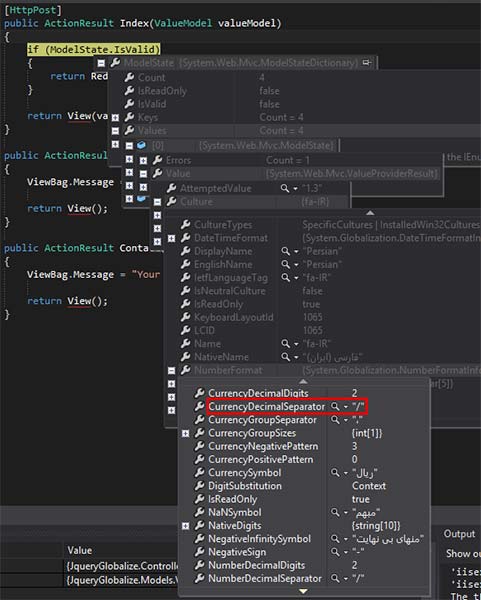 [HttpPost]
public ActionResult Index(ValueModel valueModel)
{
if (ModelState.IsValid)
{
ModelState {System.Web.Mvc.ModelStateDictionary}
return Red
Count 4
}
IsReadOnly false
IsValid false
return View(va
Keys Count = 4
}
Values Count = 4
[0] {System.Web.Mvc.ModelState}
public ActionResult
Errors Count = 1
the IEnu
{
Value {System.Web.Mvc.ValueProviderResult}
ViewBag.Message =
AttemptedValue "1.3"
Culture {fa-IR}
return View();
}
CultureTypes SpecificCultures | InstalledWin32Cultures
DateTimeFormat {System.Globalization.DateTimeFormatIn
public ActionResult Conta
DisplayName "Persian"
{
EnglishName "Persian"
ViewBag.Message = "Your
IetfLanguageTag "fa-IR"
IsNeutralCulture false
return View();
IsReadOnly true
}
KeyboardLayoutId 1065
LCID 1065
Name "fa-IR"
NativeName "فارسى (ایران)"
NumberFormat {System.Globalization.NumberFormatInfo
ar[5]}
CurrencyDecimalDigits 2
CurrencyDecimalSeparator "/"
CurrencyGroupSeparator ","
CurrencyGroupSizes {int[1]}
CurrencyNegativePattern 3
CurrencyPositivePattern 0
CurrencySymbol "ریال"
DigitSubstitution Context
IsReadOnly true
NaNSymbol "مبهم"
NativeDigits {string[10]}
NegativeInfinitySymbol "منهای بی نهایت"
NegativeSign "-"
NumberDecimalDigits 2
NumberDecimalSeparator "/"
Output
Value
Show ou
{JqueryGlobalize.Controlle
'iisex
{JqueryGlobalize.Models.V
'iise
The th